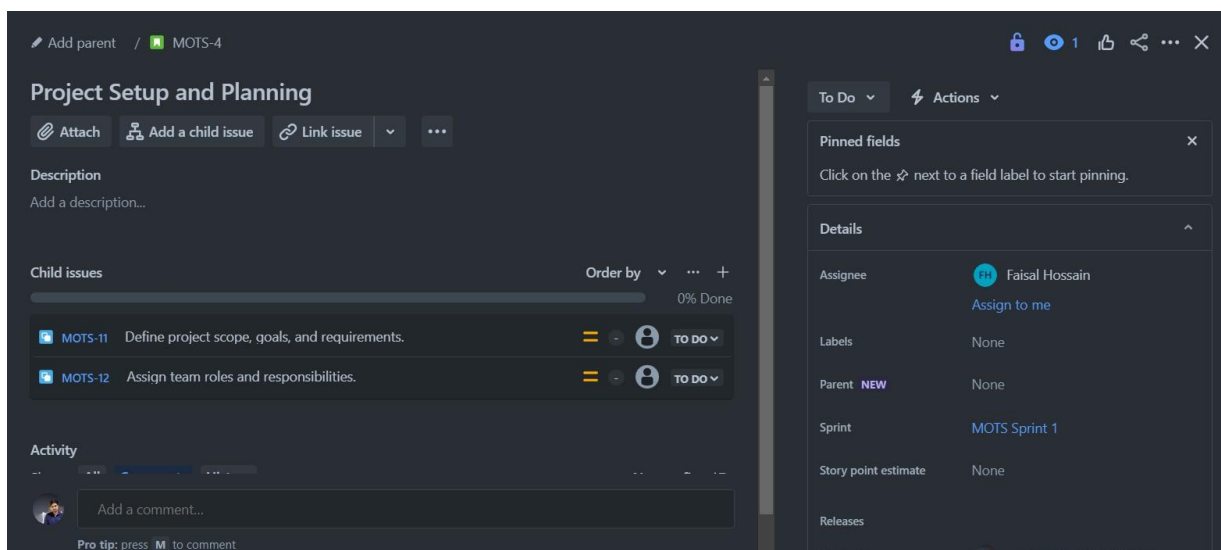 Add parent / MOTS-4
1
Project Setup and Planning
Attach Add a child issue Link issue
Description
Add a description...
Child issues Order by
0% Done
MOTS-11 Define project scope, goals, and requirements. - TO DO
MOTS-12 Assign team roles and responsibilities. - TO DO
Activity
Add a comment...
Pro tip: press M to comment
To Do Actions
Pinned fields
Click on the next to a field label to start pinning.
Details
Assignee FH Faisal Hossain
Assign to me
Labels None
Parent NEW None
Sprint MOTS Sprint 1
Story point estimate None
Releases